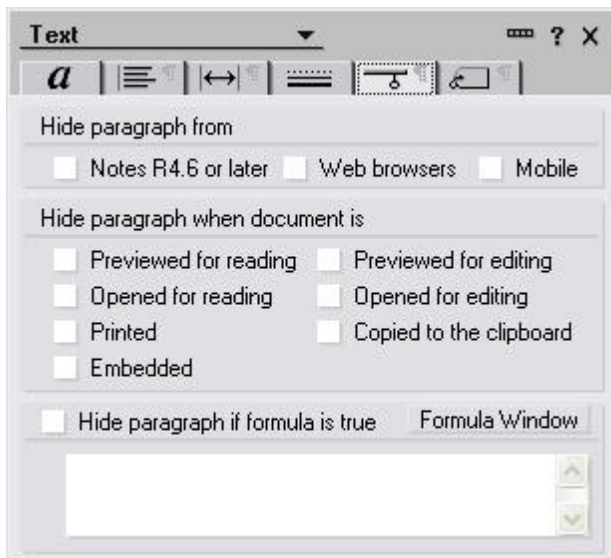 Text ? X
a
Hide paragraph from
Notes R4.6 or later Web browsers Mobile
Hide paragraph when document is
Previewed for reading Previewed for editing
Opened for reading Opened for editing
Printed Copied to the clipboard
Embedded
Hide paragraph if formula is true Formula Window